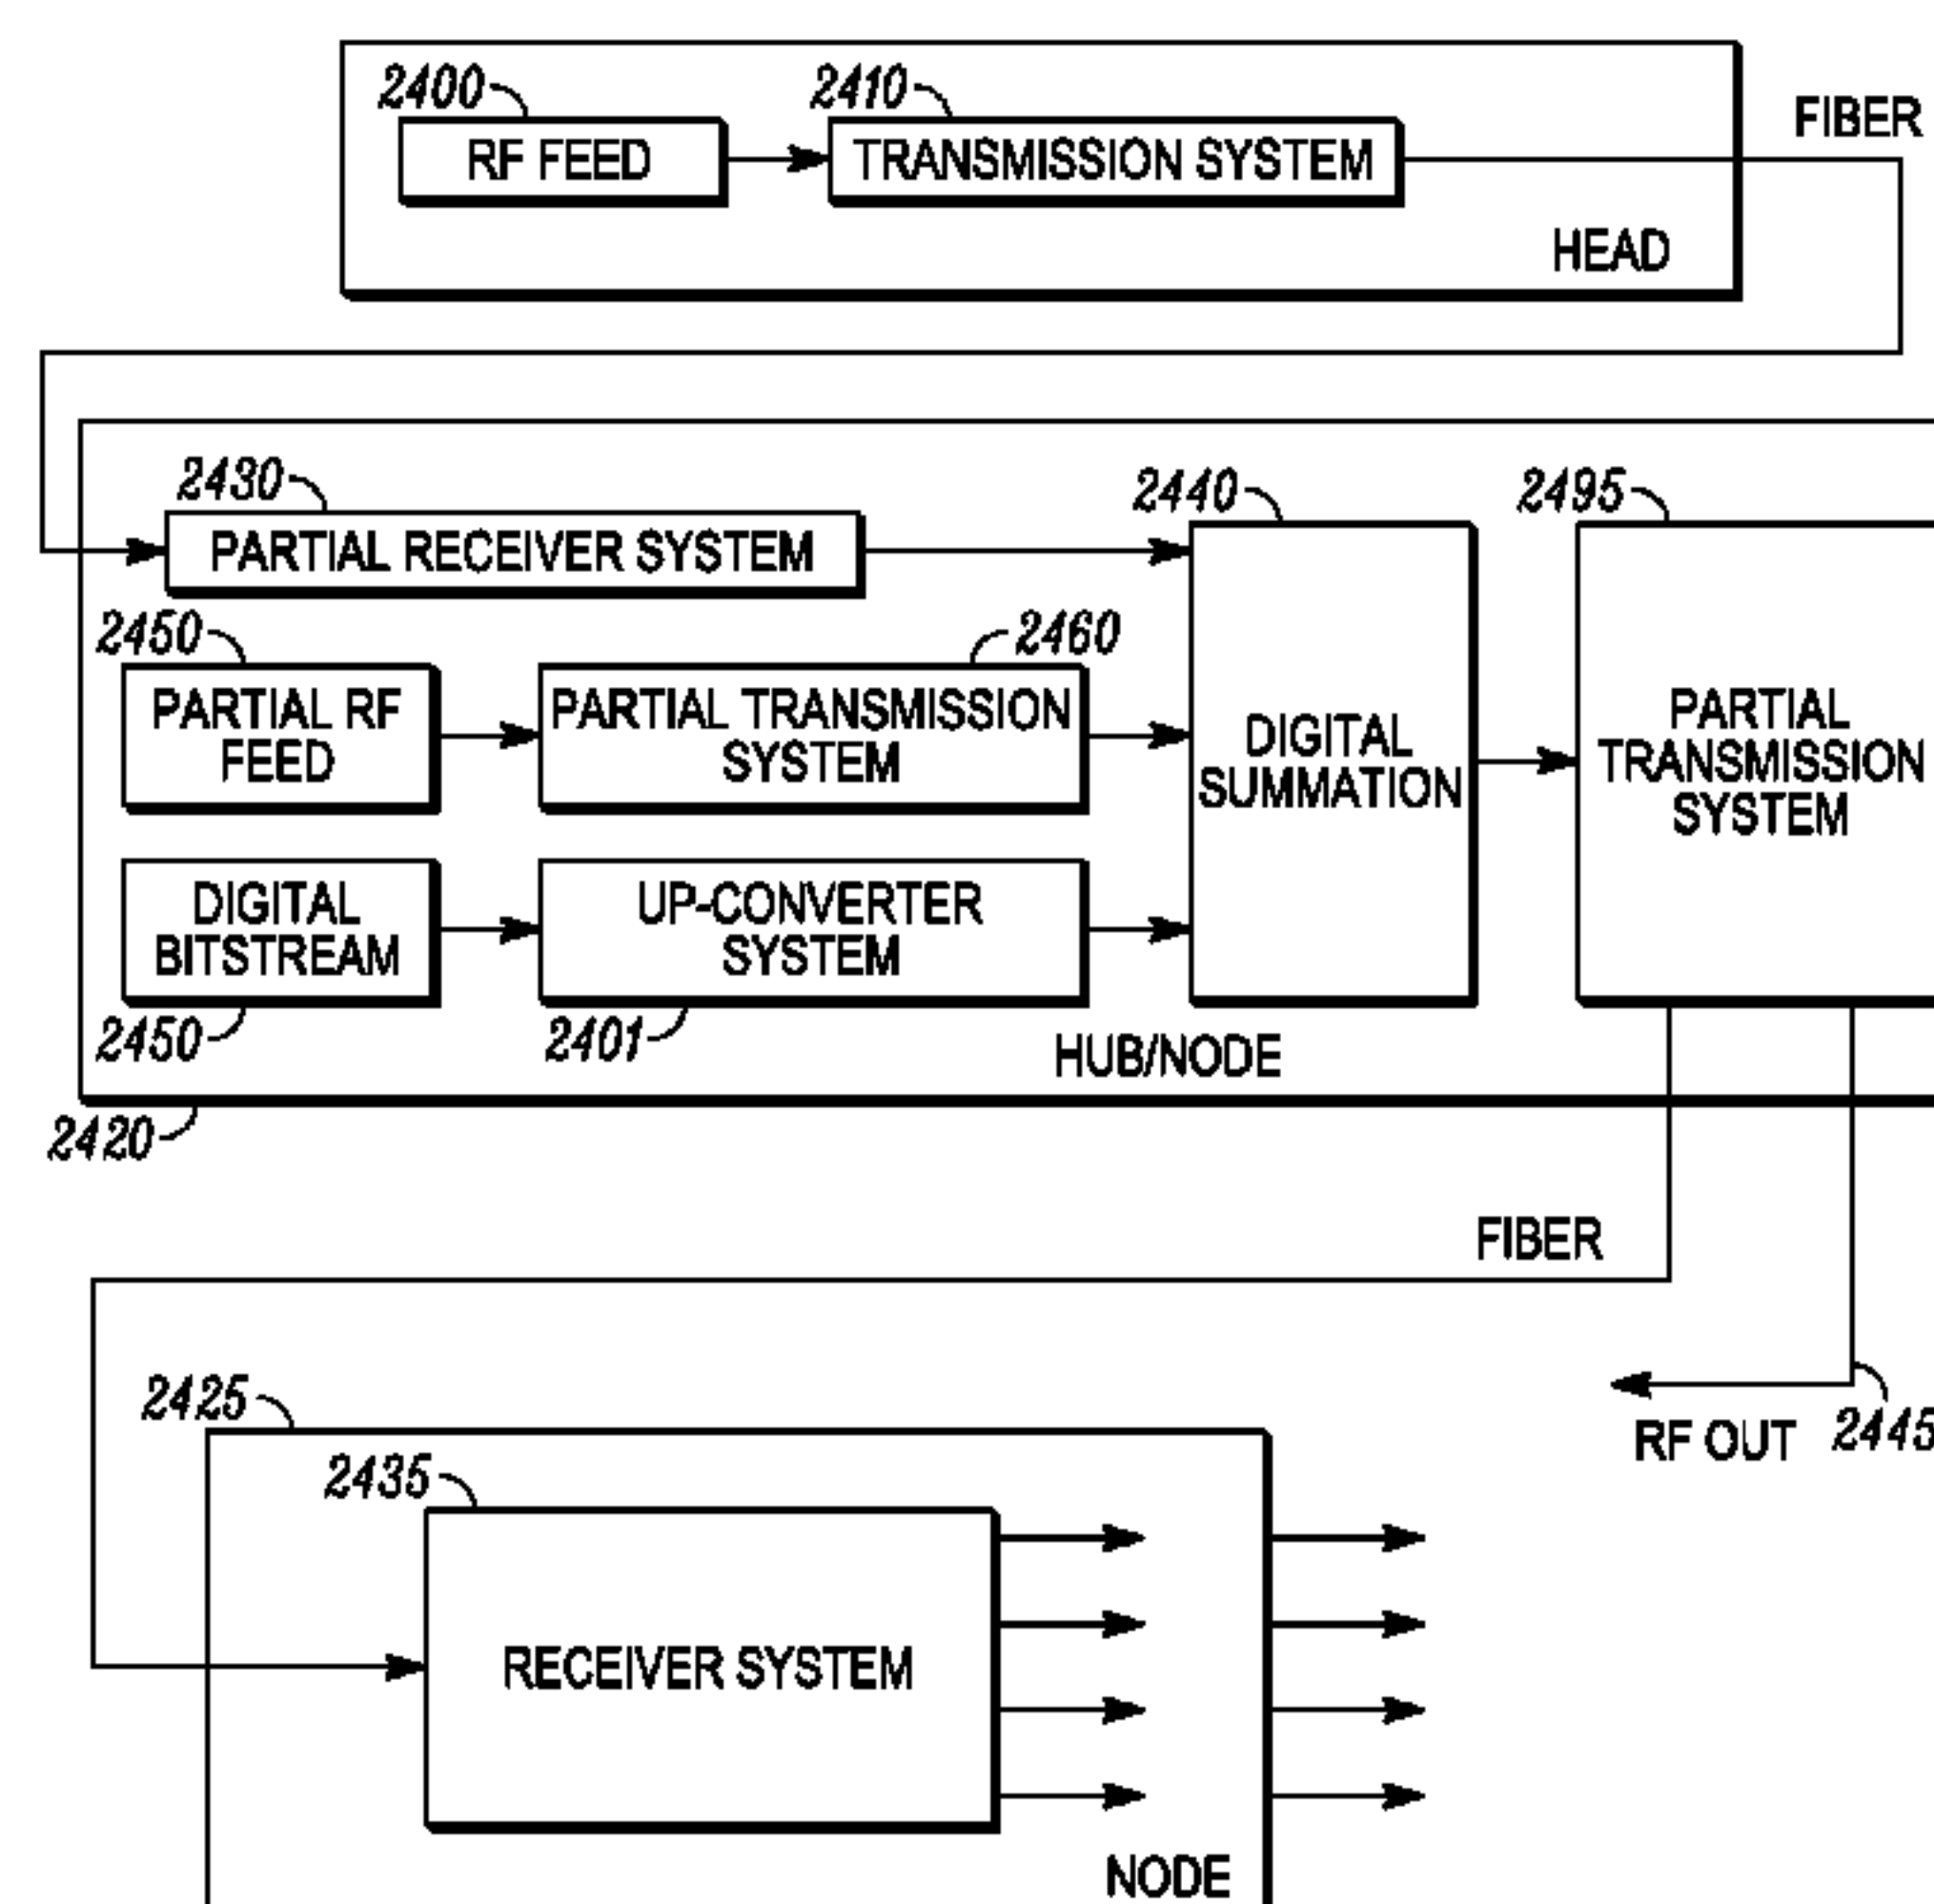 2400
2410
FIBER
RF FEED
TRANSMISSION SYSTEM
HEAD
2430
2440
2495
PARTIAL RECEIVER SYSTEM
2450
2460
PARTIAL RF
FEED
PARTIAL TRANSMISSION
SYSTEM
DIGITAL
SUMMATION
PARTIAL
TRANSMISSION
SYSTEM
DIGITAL
BITSTREAM
UP-CONVERTER
SYSTEM
2450
2401
HUB/NODE
2420
FIBER
2425
RF OUT
2445
2435
RECEIVER SYSTEM
NODE